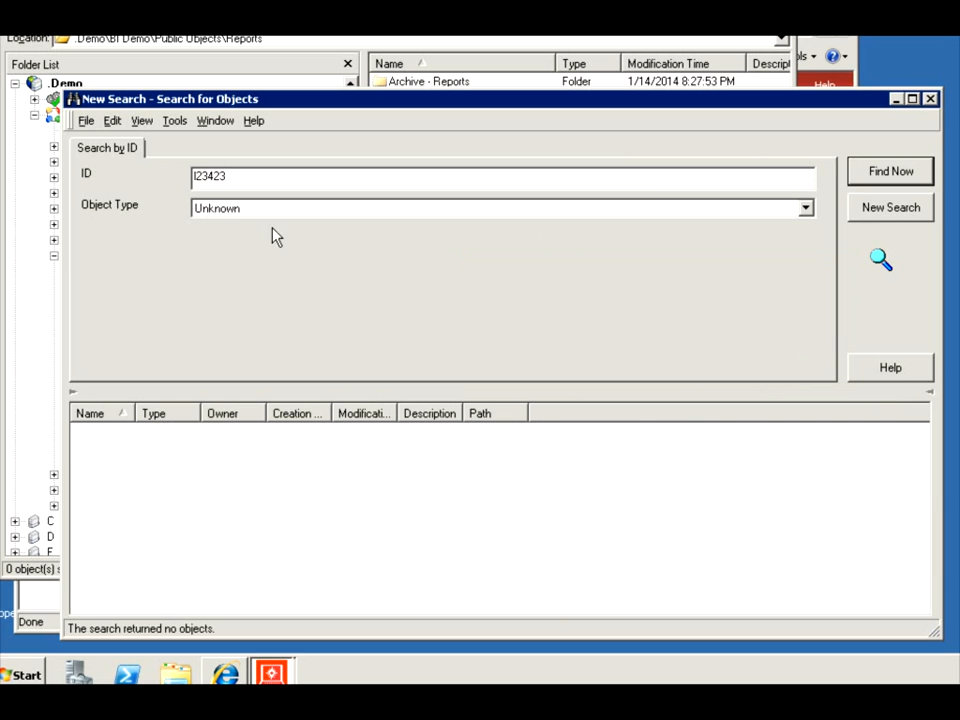 Location: .Demo\BI Demo\Public Objects\Reports
Folder List
Name Type Modification Time Descript
.Demo
Archive - Reports Folder 1/14/2014 8:27:53 PM
Help
New Search - Search for Objects
File Edit View Tools Window Help
Search by ID
ID I23423
Find Now
Object Type Unknown
New Search
Help
Name Type Owner Creation ... Modificati... Description Path
C
D
E
0 object(s) s
Done
The search returned no objects.
Start